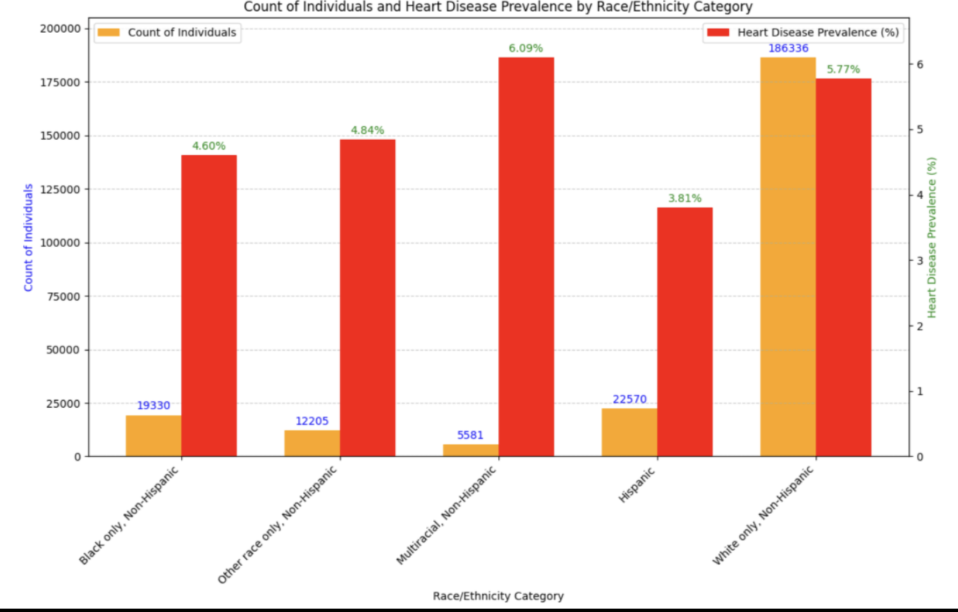 Count of Individuals and Heart Disease Prevalence by Race/Ethnicity Category
Count of Individuals
Heart Disease Prevalence (%)
200000
175000
150000
125000
100000
75000
50000
25000
0
Count of Individuals
19330
4.60%
12205
4.84%
5581
6.09%
22570
3.81%
186336
5.77%
6
5
4
3
2
1
0
Heart Disease Prevalence (%)
Black only, Non-Hispanic
Other race only, Non-Hispanic
Multiracial, Non-Hispanic
Hispanic
White only, Non-Hispanic
Race/Ethnicity Category